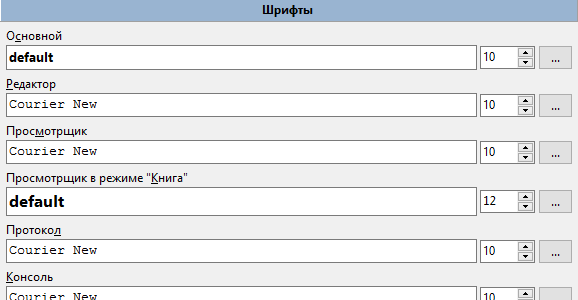 Шрифты
Основной
default 10 ...
Редактор
Courier New 10 ...
Просмотрщик
Courier New 10 ...
Просмотрщик в режиме "Книга"
default 12 ...
Протокол
Courier New 10 ...
Консоль
Courier New 10 ...